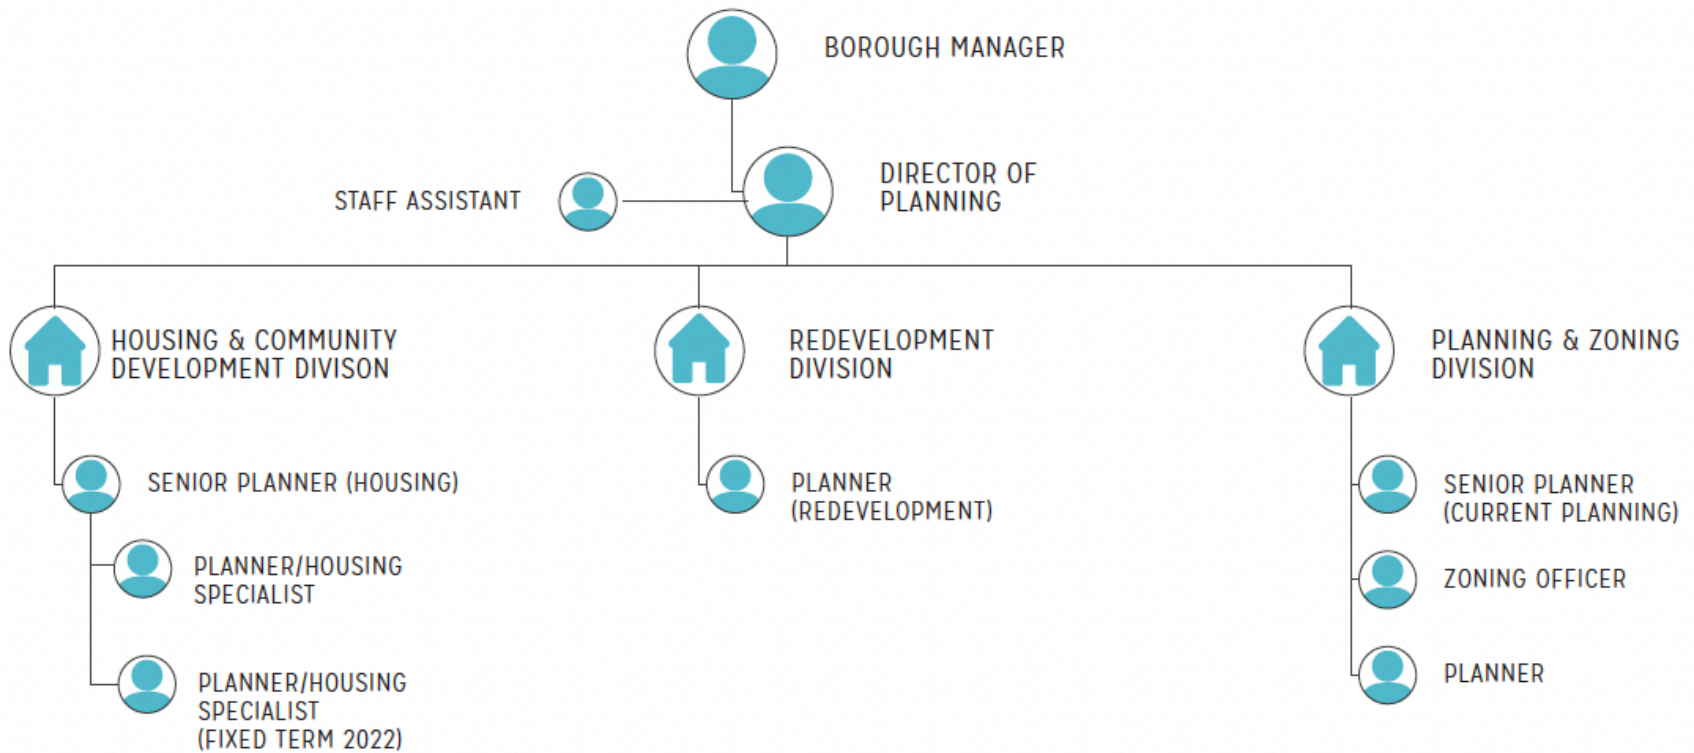 BOROUGH MANAGER
DIRECTOR OF
PLANNING
STAFF ASSISTANT
HOUSING & COMMUNITY
DEVELOPMENT DIVISON
REDEVELOPMENT
DIVISION
PLANNING & ZONING
DIVISION
SENIOR PLANNER (HOUSING)
PLANNER/HOUSING
SPECIALIST
PLANNER/HOUSING
SPECIALIST
(FIXED TERM 2022)
PLANNER
(REDEVELOPMENT)
SENIOR PLANNER
(CURRENT PLANNING)
ZONING OFFICER
PLANNER